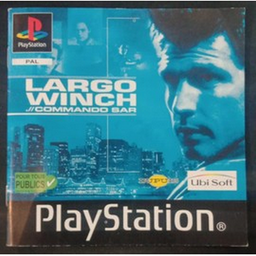 PlayStation
PAL
LARGO
WINCH
.//COMMANDO SAR
POUR TOUS
PUBLICS
Ubi Soft
PlayStation®